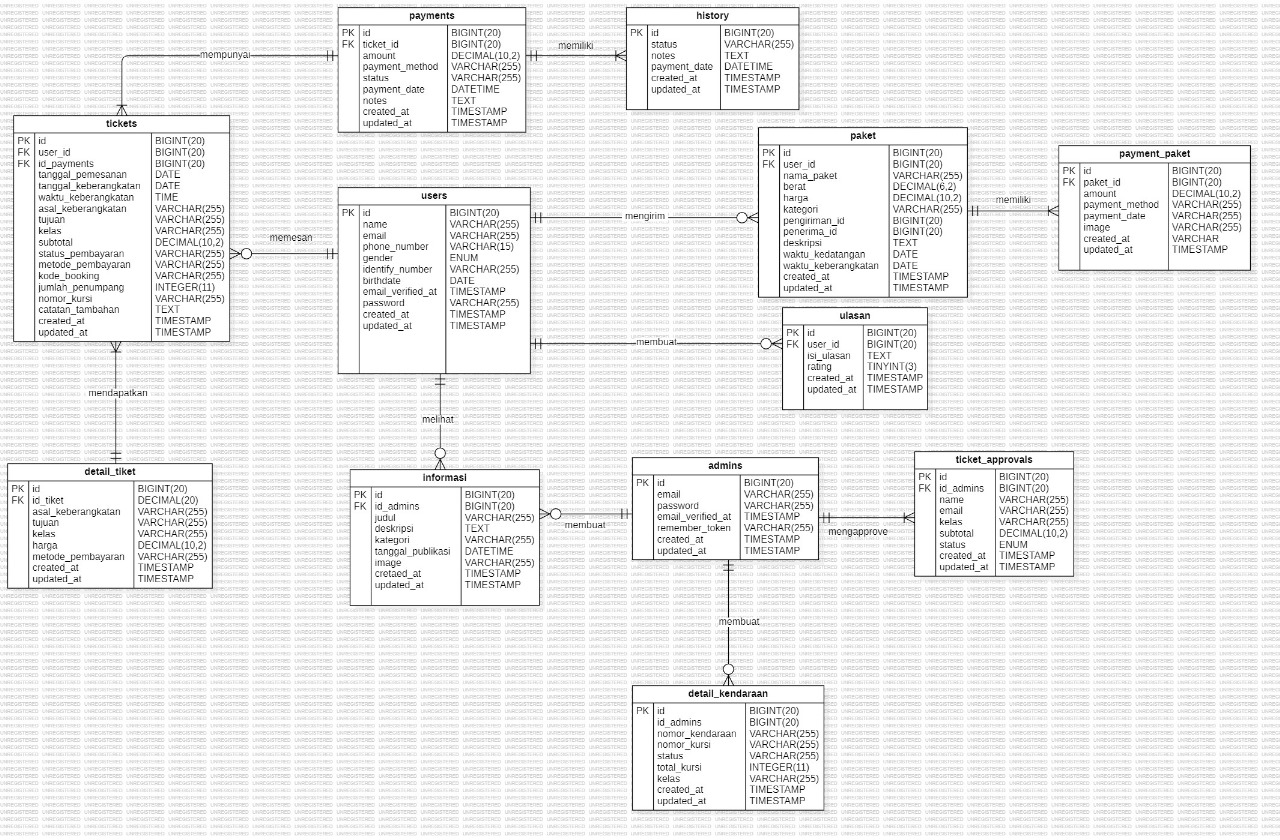 payments
PK id BIGINT(20)
FK ticket_id BIGINT(20)
amount DECIMAL(10,2)
payment_method VARCHAR(255)
status VARCHAR(255)
payment_date DATETIME
notes TEXT
created_at TIMESTAMP
updated_at TIMESTAMP
history
PK id BIGINT(20)
status VARCHAR(255)
notes TEXT
payment_date DATETIME
created_at TIMESTAMP
updated_at TIMESTAMP
mempunyai
memiliki
tickets
PK id BIGINT(20)
FK user_id BIGINT(20)
FK id_payments BIGINT(20)
tanggal_pemesanan DATE
tanggal_keberangkatan DATE
waktu_keberangkatan TIME
asal_keberangkatan VARCHAR(255)
tujuan VARCHAR(255)
kelas VARCHAR(255)
subtotal DECIMAL(10,2)
status_pembayaran VARCHAR(255)
metode_pembayaran VARCHAR(255)
kode_booking VARCHAR(255)
jumlah_penumpang INTEGER(11)
nomor_kursi VARCHAR(255)
catatan_tambahan TEXT
created_at TIMESTAMP
updated_at TIMESTAMP
memesan
users
PK id BIGINT(20)
name VARCHAR(255)
email VARCHAR(255)
phone_number VARCHAR(15)
gender ENUM
identify_number VARCHAR(255)
birthdate DATE
email_verified_at TIMESTAMP
password VARCHAR(255)
created_at TIMESTAMP
updated_at TIMESTAMP
mengirim
membuat
paket
PK id BIGINT(20)
FK user_id BIGINT(20)
nama_paket VARCHAR(255)
berat DECIMAL(6,2)
harga DECIMAL(10,2)
kategori VARCHAR(255)
pengiriman_id BIGINT(20)
penerima_id BIGINT(20)
deskripsi TEXT
waktu_kedatangan DATE
waktu_keberangkatan DATE
created_at TIMESTAMP
updated_at TIMESTAMP
memiliki
payment_paket
PK id BIGINT(20)
FK paket_id BIGINT(20)
amount DECIMAL(10,2)
payment_method VARCHAR(255)
payment_date VARCHAR(255)
image VARCHAR(255)
created_at VARCHAR
updated_at TIMESTAMP
ulasan
PK id BIGINT(20)
FK user_id BIGINT(20)
isi_ulasan TEXT
rating TINYINT(3)
created_at TIMESTAMP
updated_at TIMESTAMP
mendapatkan
melihat
detail_tiket
PK id BIGINT(20)
FK id_tiket DECIMAL(20)
asal_keberangkatan VARCHAR(255)
tujuan VARCHAR(255)
kelas VARCHAR(255)
harga DECIMAL(10,2)
metode_pembayaran VARCHAR(255)
created_at TIMESTAMP
updated_at TIMESTAMP
informasi
PK id BIGINT(20)
FK id_admins BIGINT(20)
judul VARCHAR(255)
deskripsi TEXT
kategori VARCHAR(255)
tanggal_publikasi DATETIME
image VARCHAR(255)
cretaed_at TIMESTAMP
updated_at TIMESTAMP
membuat
admins
PK id BIGINT(20)
email VARCHAR(255)
password VARCHAR(255)
email_verified_at TIMESTAMP
remember_token VARCHAR(255)
created_at TIMESTAMP
updated_at TIMESTAMP
mengapprove
ticket_approvals
PK id BIGINT(20)
FK id_admins BIGINT(20)
name VARCHAR(255)
email VARCHAR(255)
kelas VARCHAR(255)
subtotal DECIMAL(10,2)
status ENUM
created_at TIMESTAMP
updated_at TIMESTAMP
membuat
detail_kendaraan
PK id BIGINT(20)
id_admins BIGINT(20)
nomor_kendaraan VARCHAR(255)
nomor_kursi VARCHAR(255)
status VARCHAR(255)
total_kursi INTEGER(11)
kelas VARCHAR(255)
created_at TIMESTAMP
updated_at TIMESTAMP